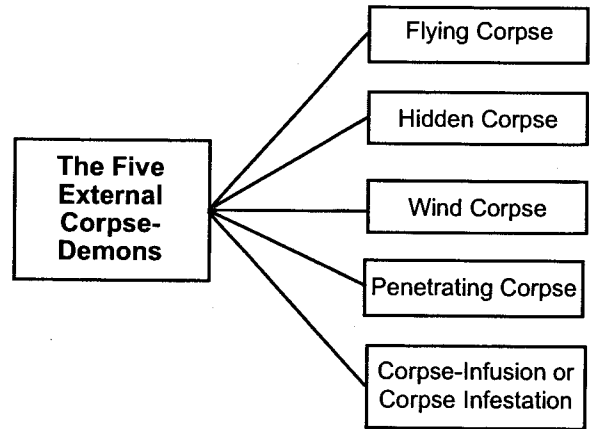 The Five
External
Corpse-
Demons
Flying Corpse
Hidden Corpse
Wind Corpse
Penetrating Corpse
Corpse-Infusion or
Corpse Infestation